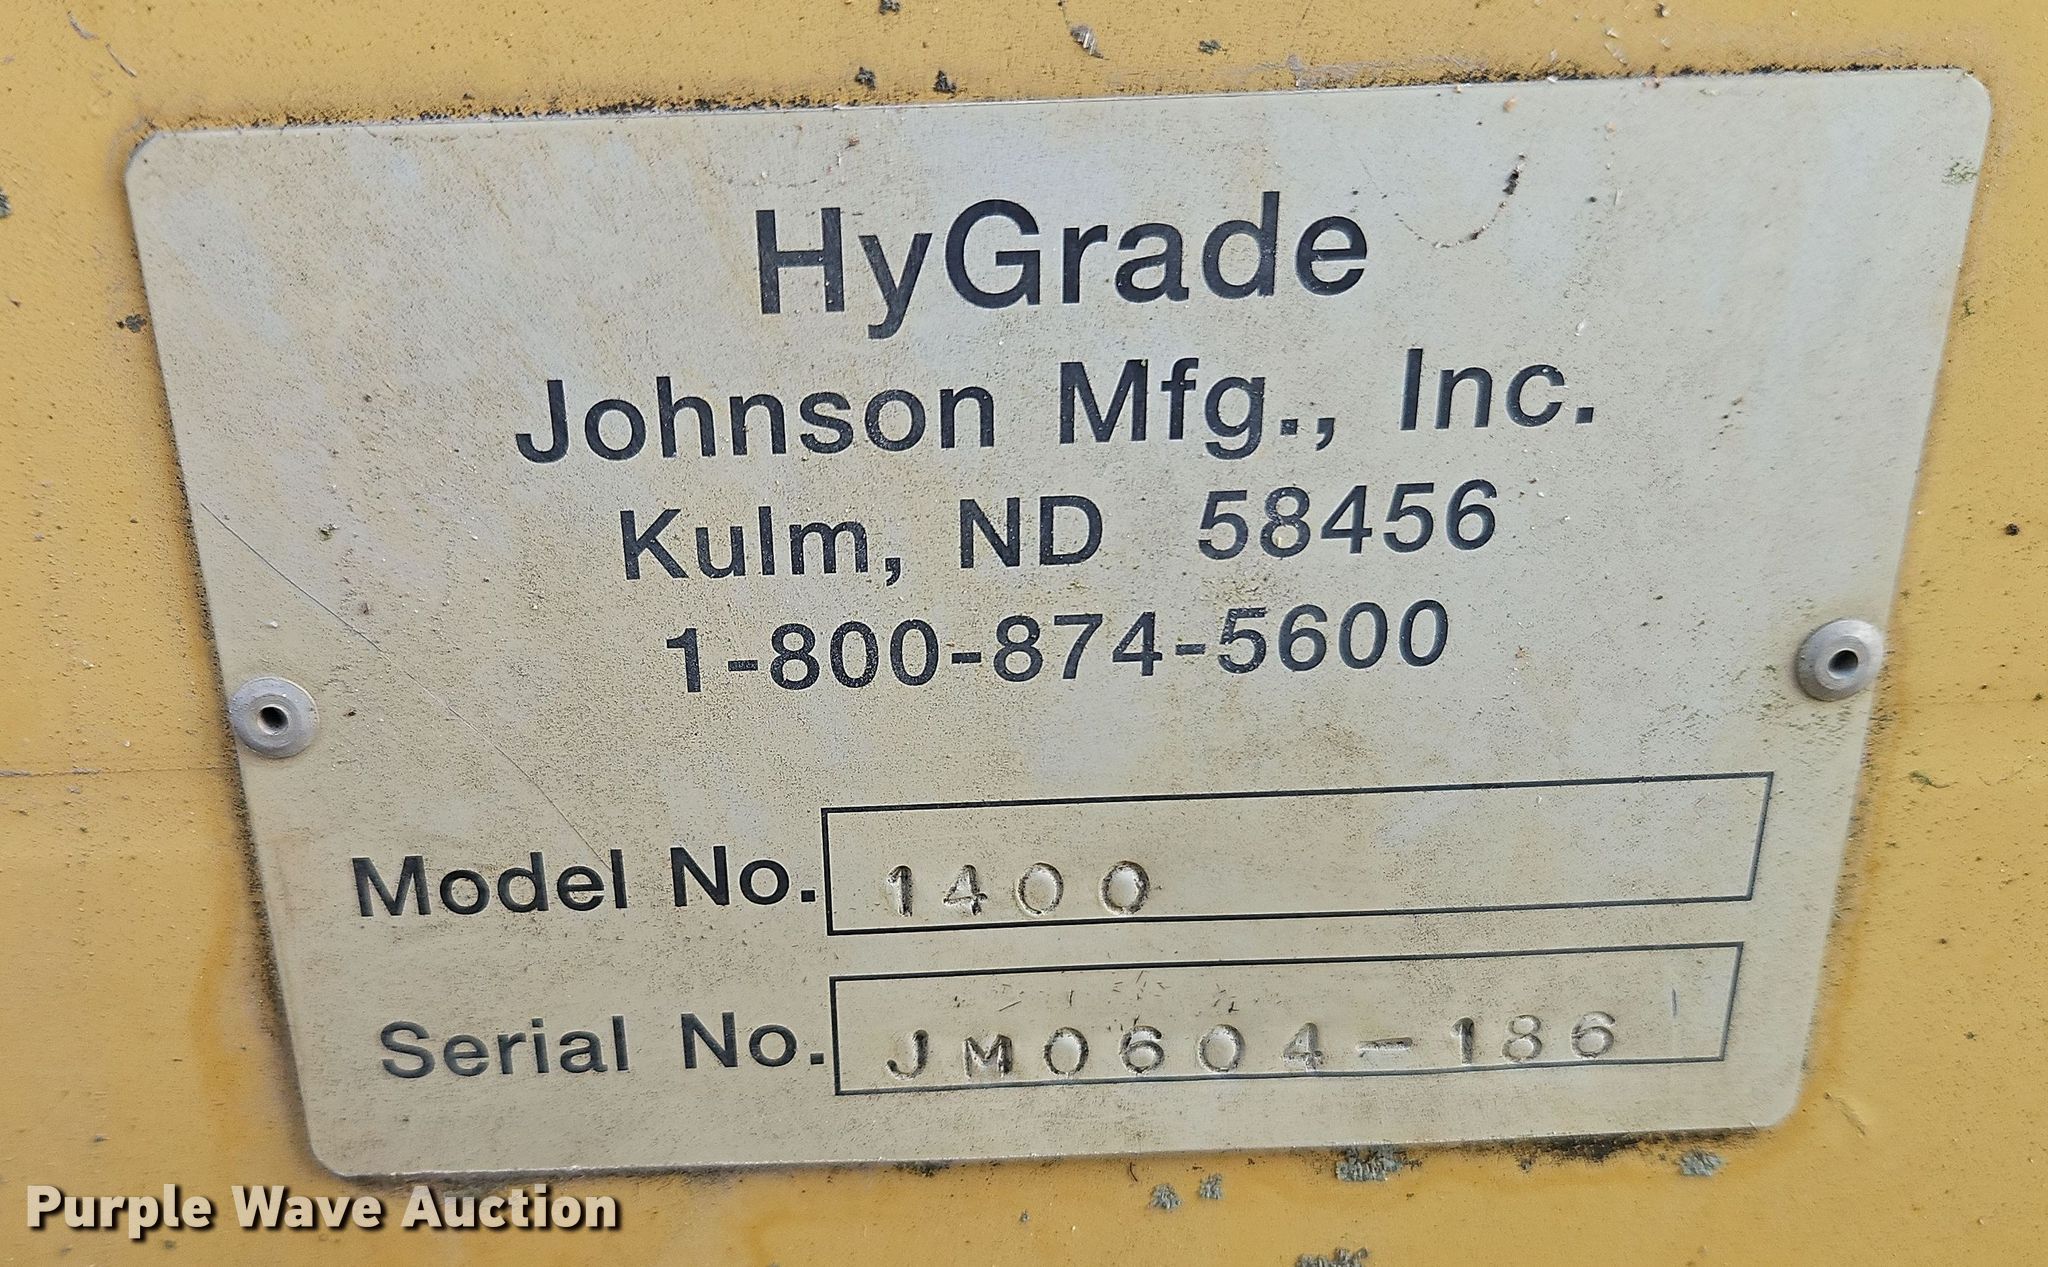 HyGrade
Johnson Mfg., Inc.
Kulm, ND 58456
1-800-874-5600
Model No. 1400
Serial No. JM0604-186
Purple Wave Auction